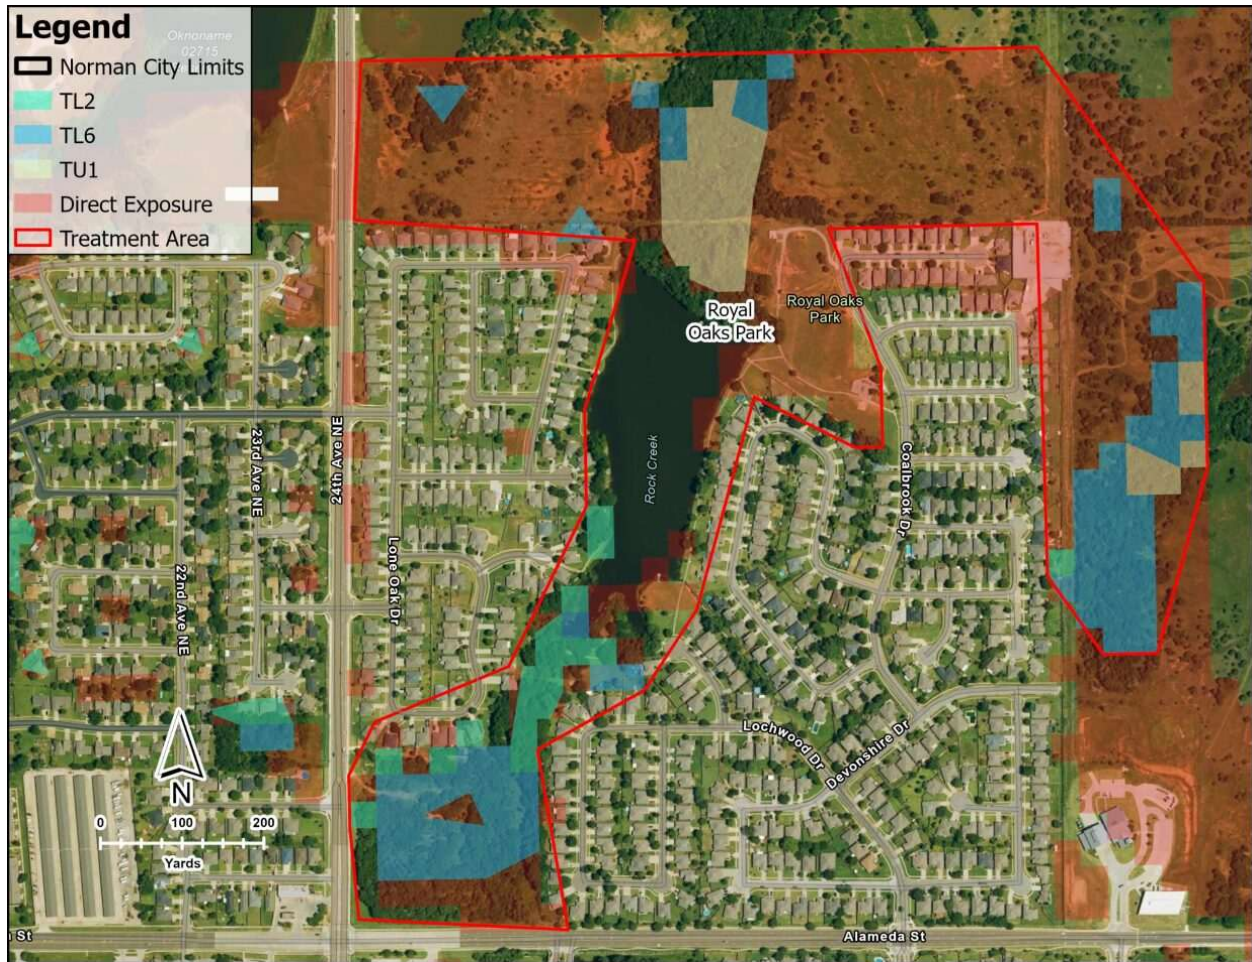 Legend
Oknoname
02715
Norman City Limits
TL2
TL6
TU1
Direct Exposure
Treatment Area
Royal
Oaks Park
Royal Oaks
Park
Rock Creek
24th Ave NE
23rd Ave NE
22nd Ave NE
Lone Oak Dr
Coalbrook Dr
Lochwood Dr
Devonshire Dr
N
0 100 200
Yards
St
Alameda St